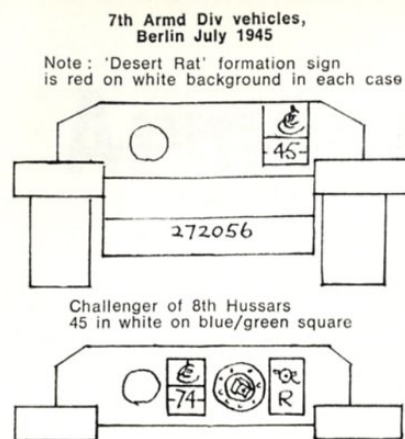 7th Armd Div vehicles,
Berlin July 1945
Note : 'Desert Rat' formation sign
is red on white background in each case
45
272056
Challenger of 8th Hussars
45 in white on blue/green square
74
R